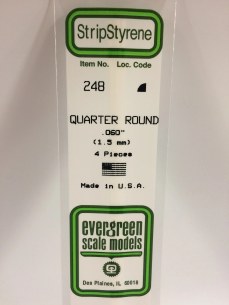 StripStyrene
Item No. Loc. Code
248
QUARTER ROUND
.060"
(1.5 mm)
4 Pieces
Made in U.S.A.
evergreen
scale models
Des Plaines, IL 60018